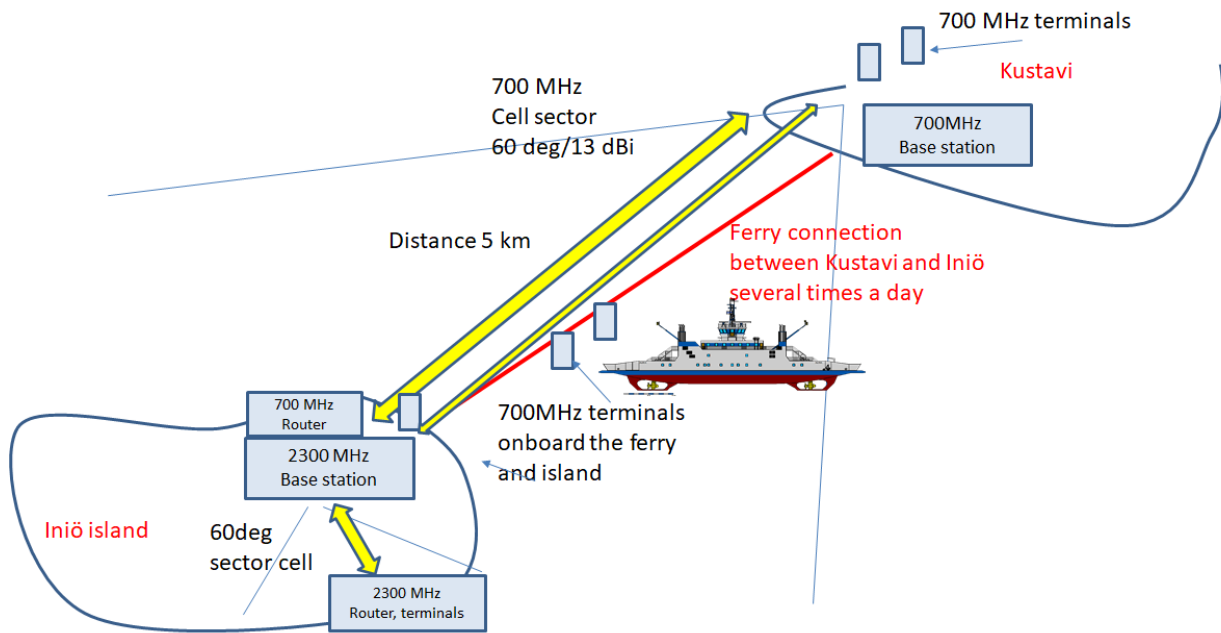 700 MHz terminals
Kustavi
700 MHz
Cell sector
60 deg/13 dBi
700MHz
Base station
Distance 5 km
Ferry connection
between Kustavi and Iniö
several times a day
700 MHz
Router
700MHz terminals
onboard the ferry
and island
2300 MHz
Base station
Iniö island
60deg
sector cell
2300 MHz
Router, terminals